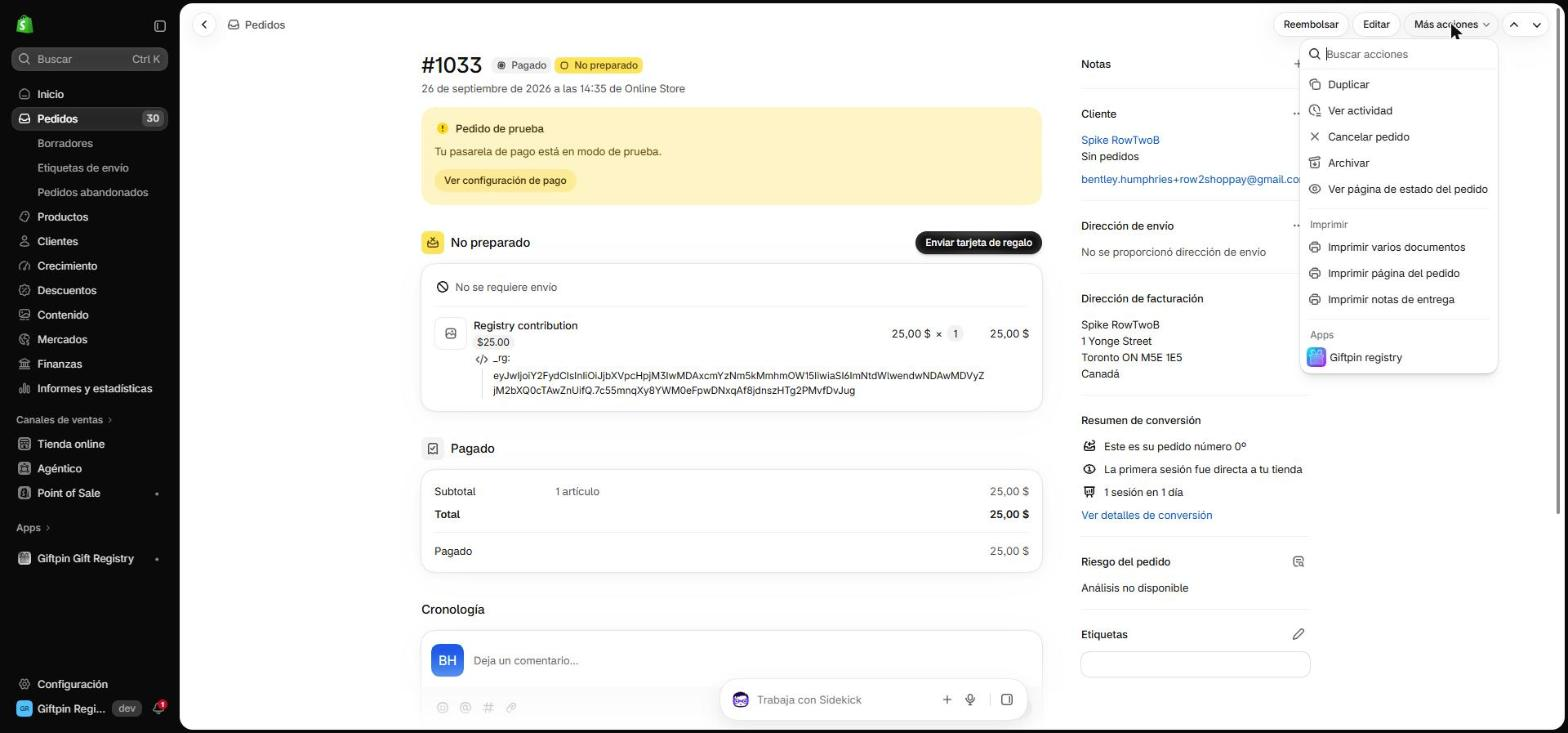 Buscar
Ctrl K
Inicio
Pedidos
30
Borradores
Etiquetas de envío
Pedidos abandonados
Productos
Clientes
Crecimiento
Descuentos
Contenido
Mercados
Finanzas
Informes y estadísticas
Canales de ventas
Tienda online
Agéntico
Point of Sale
Apps
Giftpin Gift Registry
Configuración
GR
Giftpin Regi...
dev
1
Pedidos
Reembolsar
Editar
Más acciones
#1033
Pagado
No preparado
26 de septiembre de 2026 a las 14:35 de Online Store
Pedido de prueba
Tu pasarela de pago está en modo de prueba.
Ver configuración de pago
No preparado
Enviar tarjeta de regalo
No se requiere envío
Registry contribution
25,00 $ × 1
25,00 $
$25.00
_rg:
Pagado
Subtotal
1 artículo
25,00 $
Total
25,00 $
Pagado
25,00 $
Cronología
BH
Deja un comentario...
Trabaja con Sidekick
Notas
Cliente
Spike RowTwoB
Sin pedidos
bentley.humphries+row2shoppay@gmail.co
Dirección de envío
No se proporcionó dirección de envío
Dirección de facturación
Spike RowTwoB
1 Yonge Street
Toronto ON M5E 1E5
Canadá
Resumen de conversión
Este es su pedido número 0º
La primera sesión fue directa a tu tienda
1 sesión en 1 día
Ver detalles de conversión
Riesgo del pedido
Análisis no disponible
Etiquetas
Buscar acciones
Duplicar
Ver actividad
Cancelar pedido
Archivar
Ver página de estado del pedido
Imprimir
Imprimir varios documentos
Imprimir página del pedido
Imprimir notas de entrega
Apps
Giftpin registry